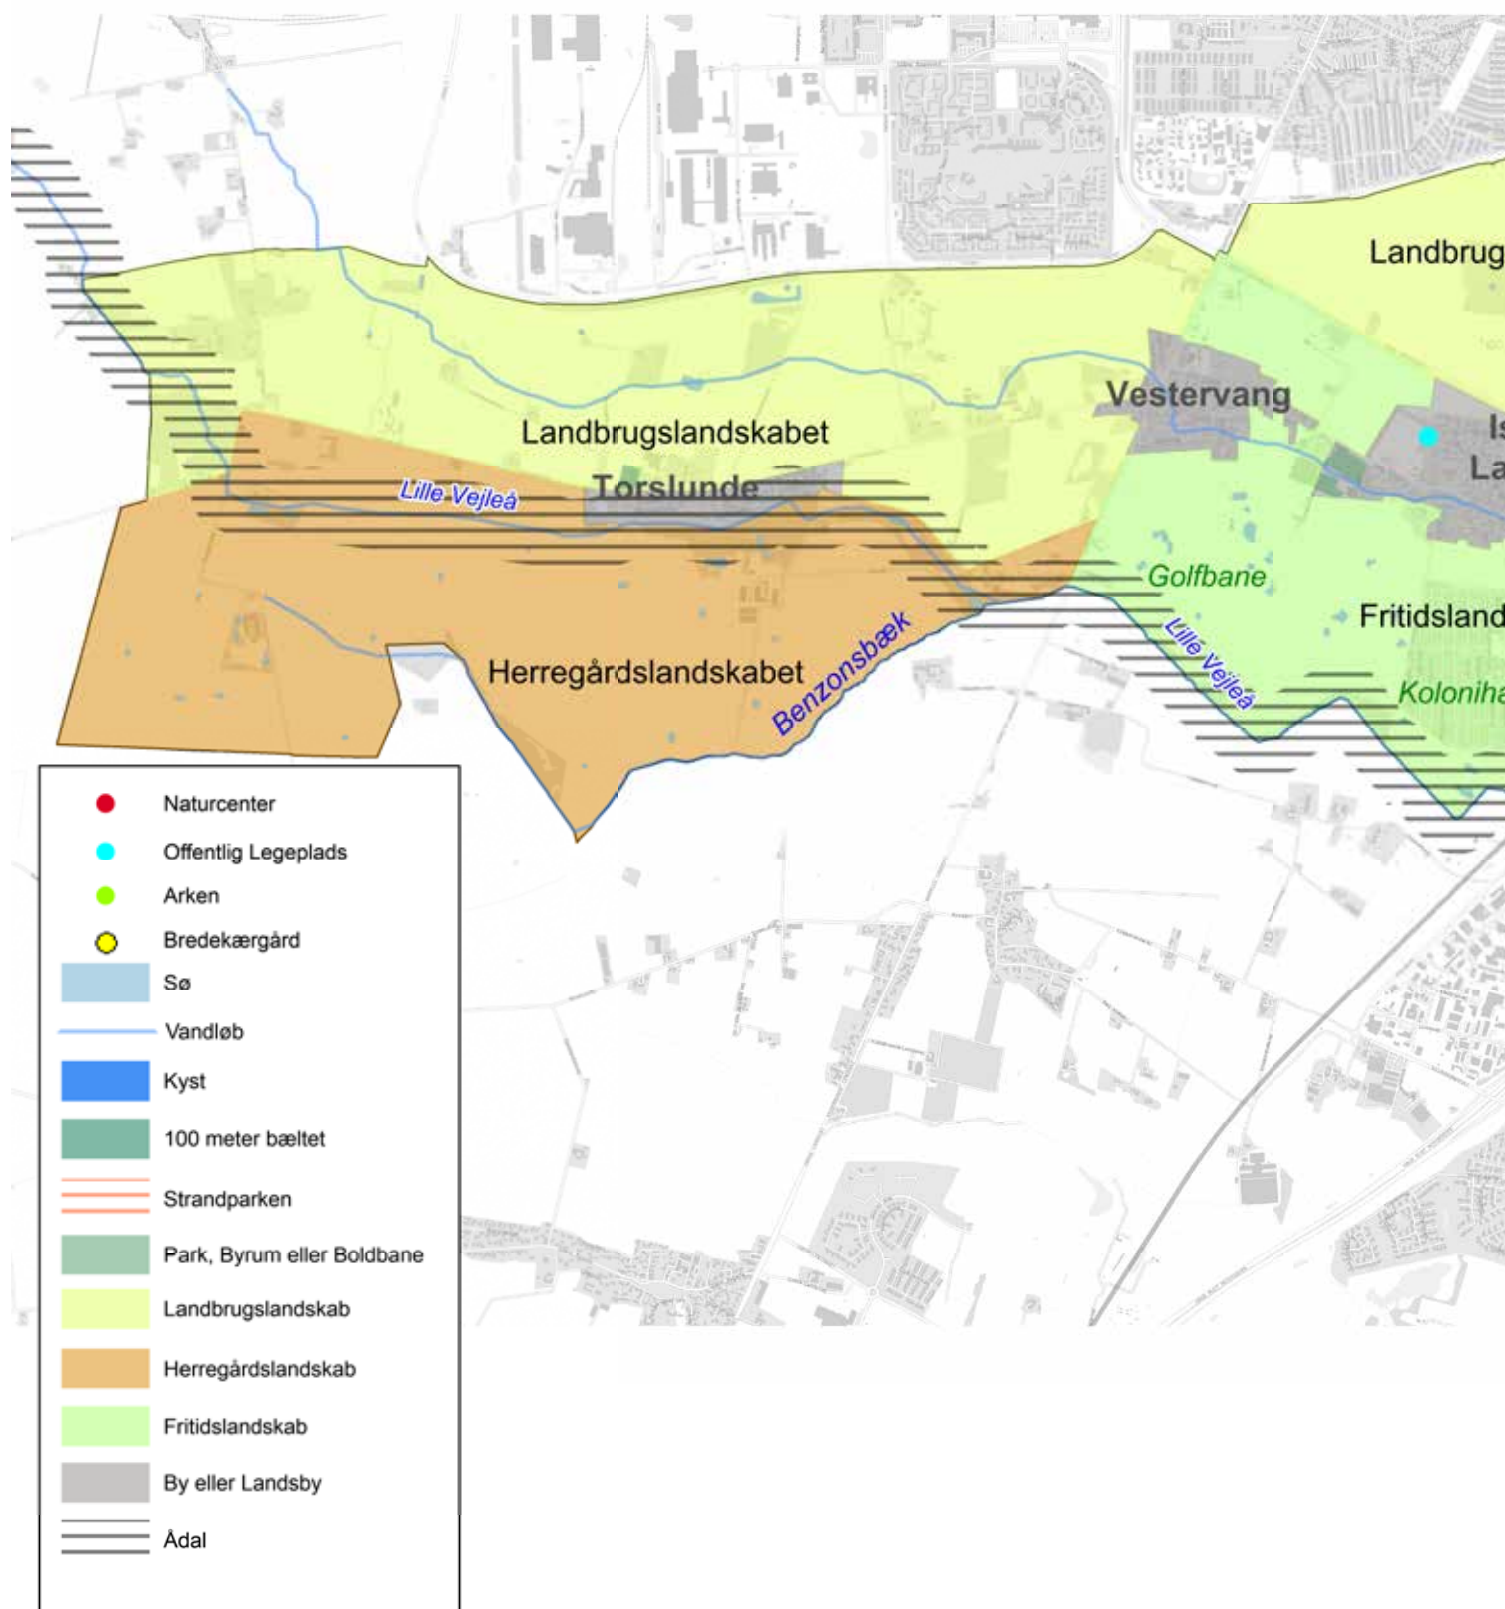 Landbrug
Vestervang
Landbrugslandskabet
Is
La
Torslunde
Lille Vejleå
Golfbane
Fritidsland
Lille Vejleå
Benzonsbæk
Herregårdslandskabet
Koloniha
Naturcenter
Offentlig Legeplads
Arken
Bredekærgård
Sø
Vandløb
Kyst
100 meter bæltet
Strandparken
Park, Byrum eller Boldbane
Landbrugslandskab
Herregårdslandskab
Fritidslandskab
By eller Landsby
Ådal